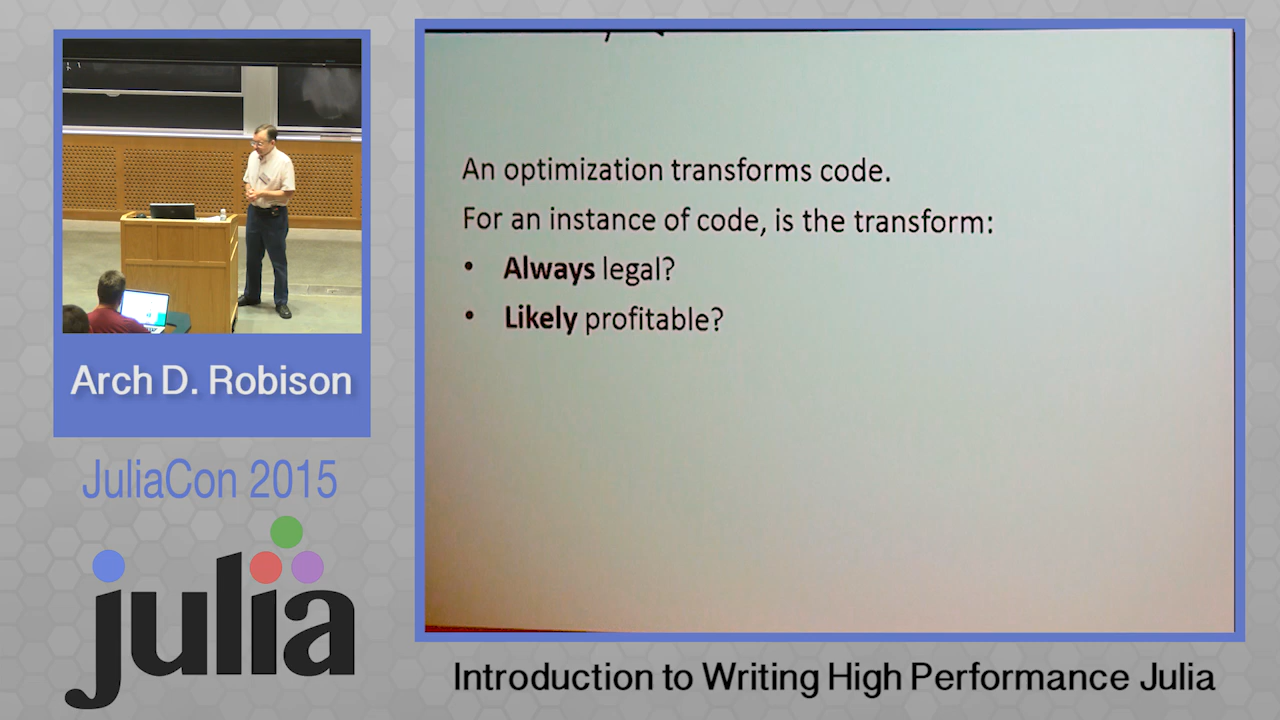 An optimization transforms code.
For an instance of code, is the transform:
• Always legal?
• Likely profitable?
Arch D. Robison
JuliaCon 2015
julia
Introduction to Writing High Performance Julia